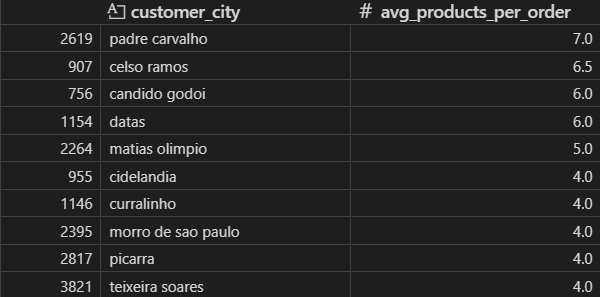 customer_city # avg_products_per_order
2619 padre carvalho 7.0
907 celso ramos 6.5
756 candido godoi 6.0
1154 datas 6.0
2264 matias olimpio 5.0
955 cidelandia 4.0
1146 curralinho 4.0
2395 morro de sao paulo 4.0
2817 picarra 4.0
3821 teixeira soares 4.0